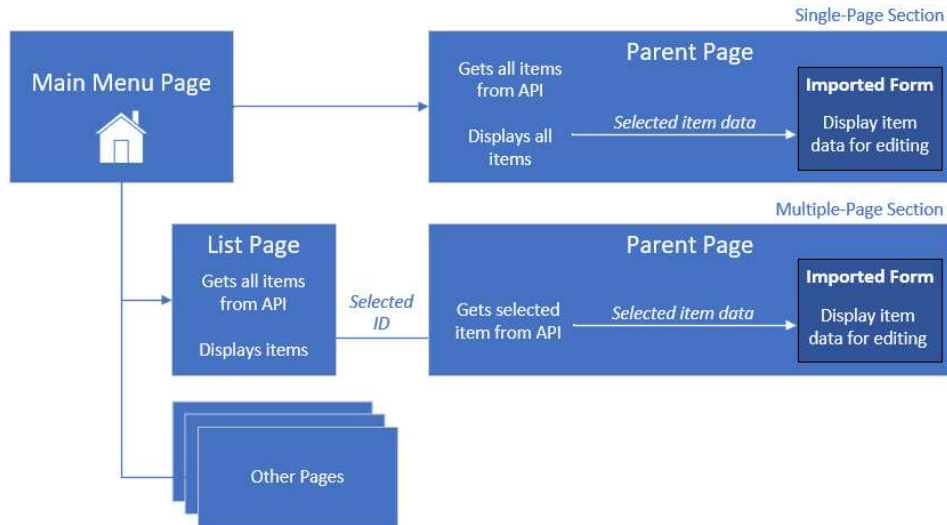 Single-Page Section
Main Menu Page
Parent Page
Gets all items
from API
Displays all
items
Selected item data
Imported Form
Display item
data for editing
Multiple-Page Section
List Page
Gets all items
from API
Displays items
Selected
ID
Parent Page
Gets selected
item from API
Selected item data
Imported Form
Display item
data for editing
Other Pages